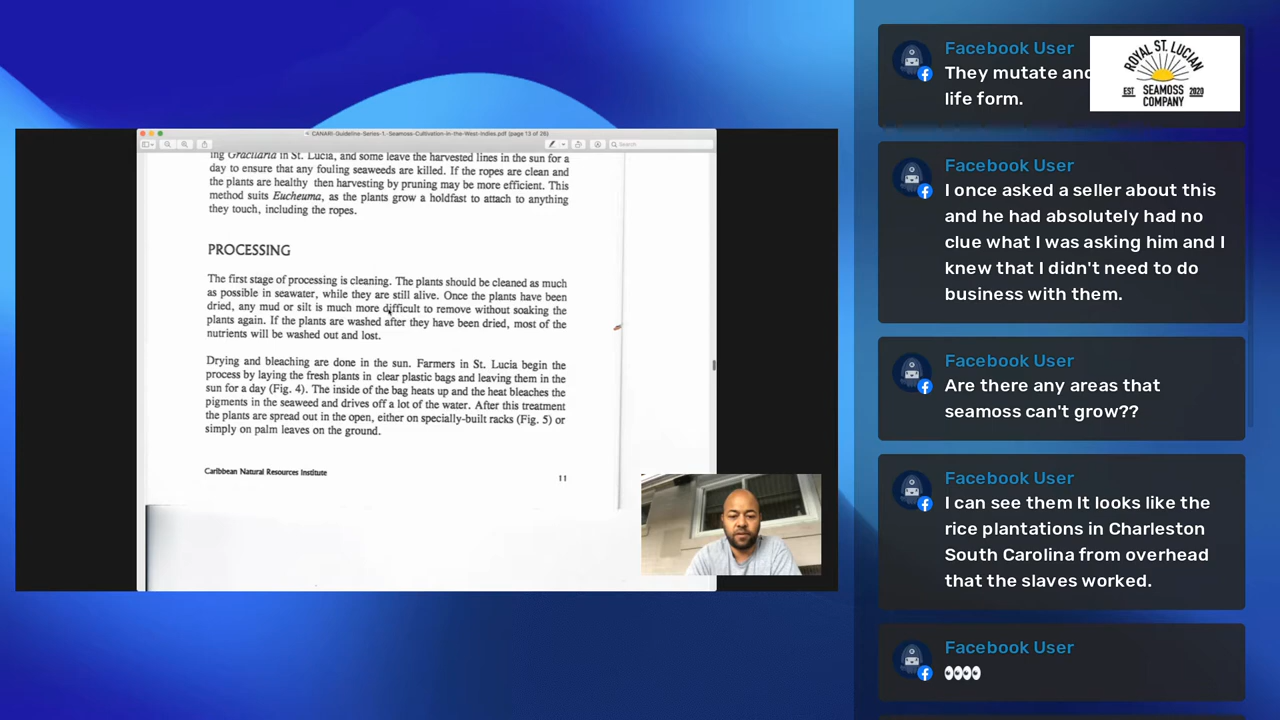 CANARI-Guideline-Series-1.-Seamoss-Cultivation-in-the-West-Indies.pdf (page 13 of 26)
Search
ing Gracilaria in St. Lucia, and some leave the harvested lines in the sun for a
day to ensure that any fouling seaweeds are killed. If the ropes are clean and
the plants are healthy then harvesting by pruning may be more efficient. This
method suits Eucheuma, as the plants grow a holdfast to attach to anything
they touch, including the ropes.
PROCESSING
The first stage of processing is cleaning. The plants should be cleaned as much
as possible in seawater, while they are still alive. Once the plants have been
dried, any mud or silt is much more difficult to remove without soaking the
plants again. If the plants are washed after they have been dried, most of the
nutrients will be washed out and lost.
Drying and bleaching are done in the sun. Farmers in St. Lucia begin the
process by laying the fresh plants in clear plastic bags and leaving them in the
sun for a day (Fig. 4). The inside of the bag heats up and the heat bleaches the
pigments in the seaweed and drives off a lot of the water. After this treatment
the plants are spread out in the open, either on specially-built racks (Fig. 5) or
simply on palm leaves on the ground.
Caribbean Natural Resources Institute
11
Facebook User
They mutate and
life form.
ROYAL ST. LUCIAN
EST SEAMOSS 2020
COMPANY
Facebook User
I once asked a seller about this
and he had absolutely had no
clue what I was asking him and I
knew that I didn't need to do
business with them.
Facebook User
Are there any areas that
seamoss can't grow??
Facebook User
I can see them It looks like the
rice plantations in Charleston
South Carolina from overhead
that the slaves worked.
Facebook User